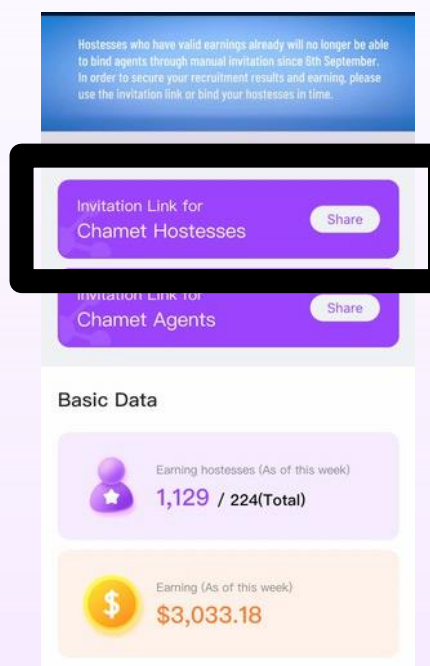 Hostesses who have valid earnings already will no longer be able
to bind agents through manual invitation since 6th September.
In order to secure your recruitment results and earning, please
use the invitation link or bind your hostesses in time.
Invitation Link for
Chamet Hostesses
Share
Invitation Link for
Chamet Agents
Share
Basic Data
Earning hostesses (As of this week)
1,129 / 224(Total)
Earning (As of this week)
$3,033.18